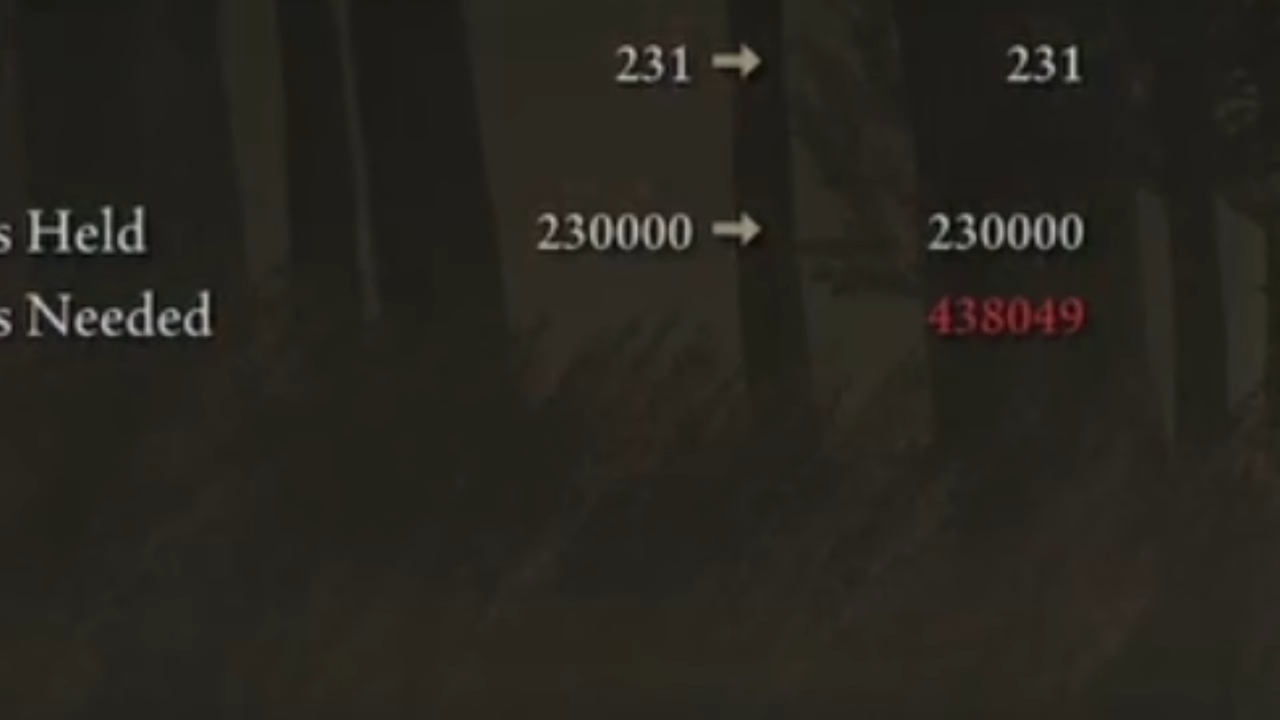 231 → 231
s Held 230000 → 230000
s Needed 438049